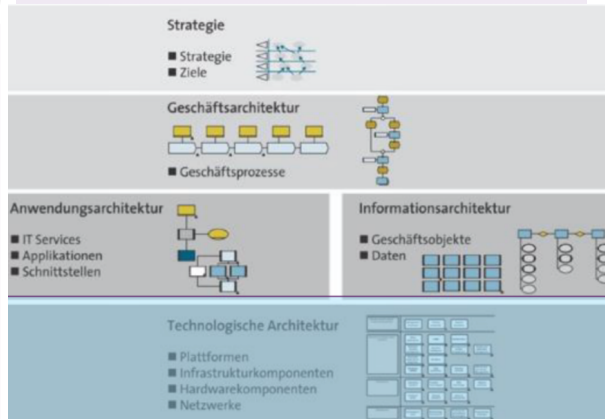 Strategie
■ Strategie
■ Ziele
Geschäftsarchitektur
■ Geschäftsprozesse
Anwendungsarchitektur
■ IT Services
■ Applikationen
■ Schnittstellen
Informationsarchitektur
■ Geschäftsobjekte
■ Daten
Technologische Architektur
■ Plattformen
■ Infrastrukturkomponenten
■ Hardwarekomponenten
■ Netzwerke